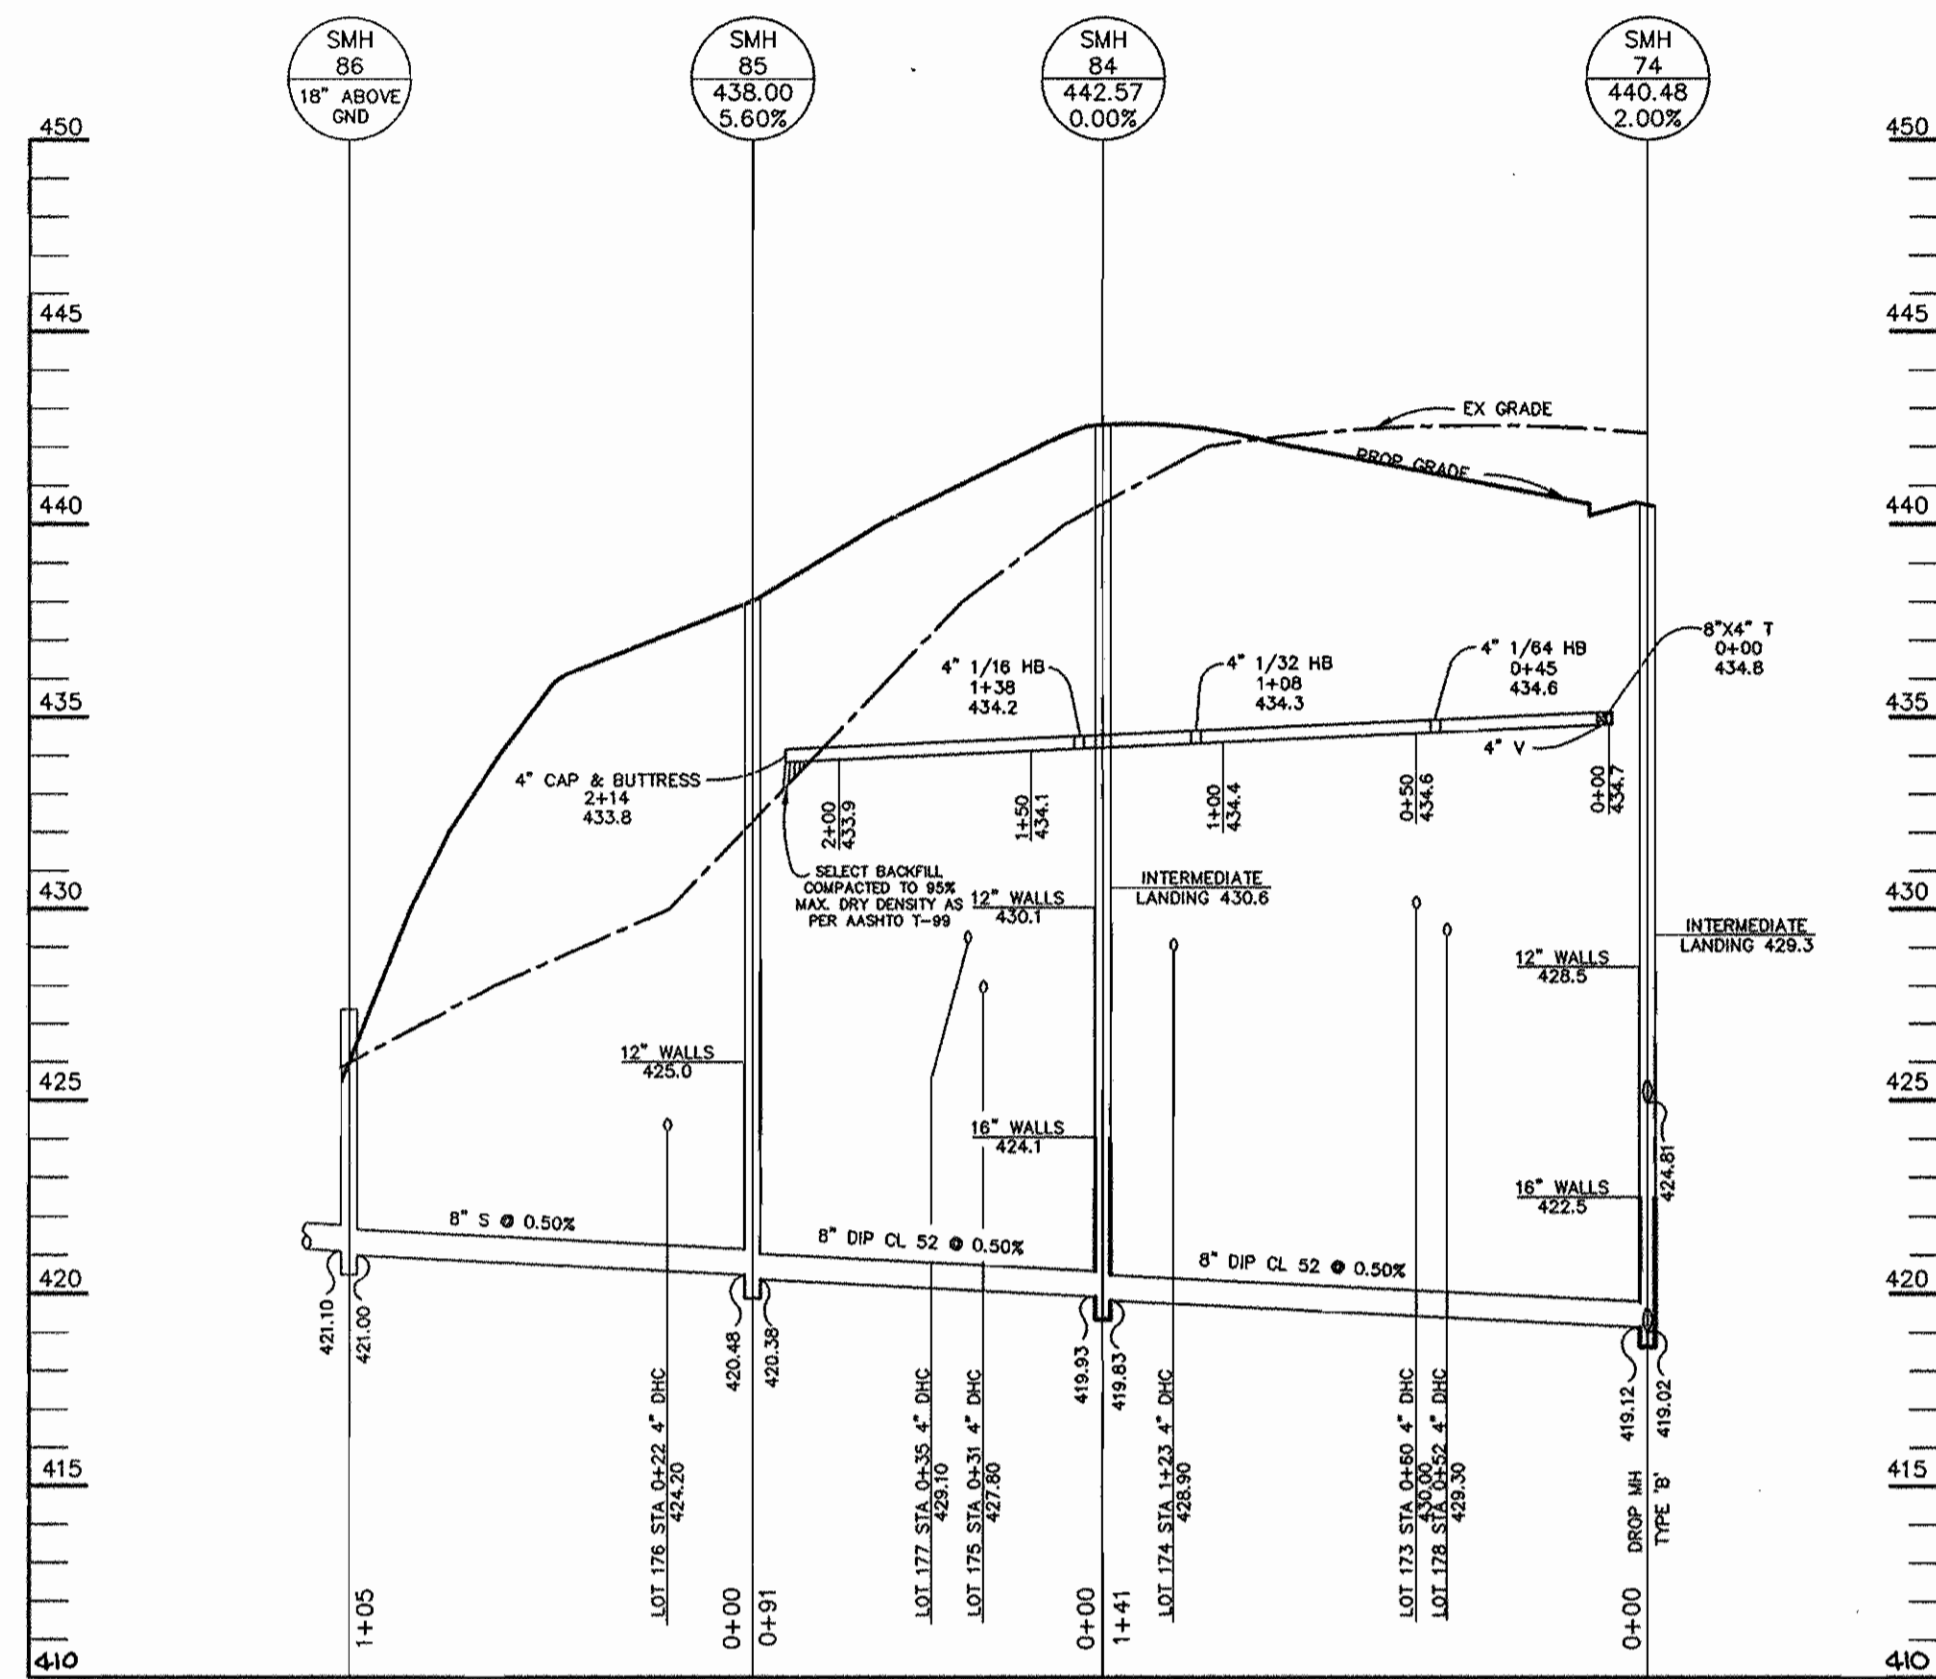 SMH
86
18" ABOVE
GND
SMH
85
438.00
5.60%
SMH
84
442.57
0.00%
SMH
74
440.48
2.00%
450
445
440
435
430
425
420
415
410
450
445
440
435
430
425
420
415
410
EX GRADE
PROP GRADE
8"X4" T
0+00
434.8
4" 1/64 HB
0+45
434.6
4" 1/32 HB
1+08
434.3
4" 1/16 HB
1+38
434.2
4" V
4" CAP & BUTTRESS
2+14
433.8
2+00
433.9
1+50
434.1
1+00
434.4
0+50
434.6
0+00
434.7
SELECT BACKFILL
COMPACTED TO 95%
MAX. DRY DENSITY AS
PER AASHTO T-99
12" WALLS
430.1
INTERMEDIATE
LANDING 430.6
INTERMEDIATE
LANDING 429.3
12" WALLS
428.5
12" WALLS
425.0
16" WALLS
424.1
16" WALLS
422.5
424.81
8" S @ 0.50%
8" DIP CL 52 @ 0.50%
8" DIP CL 52 @ 0.50%
421.10
421.00
420.48
420.38
419.93
419.83
419.12
419.02
LOT 176 STA 0+22 4" DHC
424.20
LOT 177 STA 0+35 4" DHC
429.10
LOT 175 STA 0+31 4" DHC
427.80
LOT 174 STA 1+23 4" DHC
428.90
LOT 173 STA 0+60 4" DHC
430.00
LOT 178 STA 0+52 4" DHC
429.30
DROP MH
TYPE 'B'
1+05
0+00
0+91
0+00
1+41
0+00